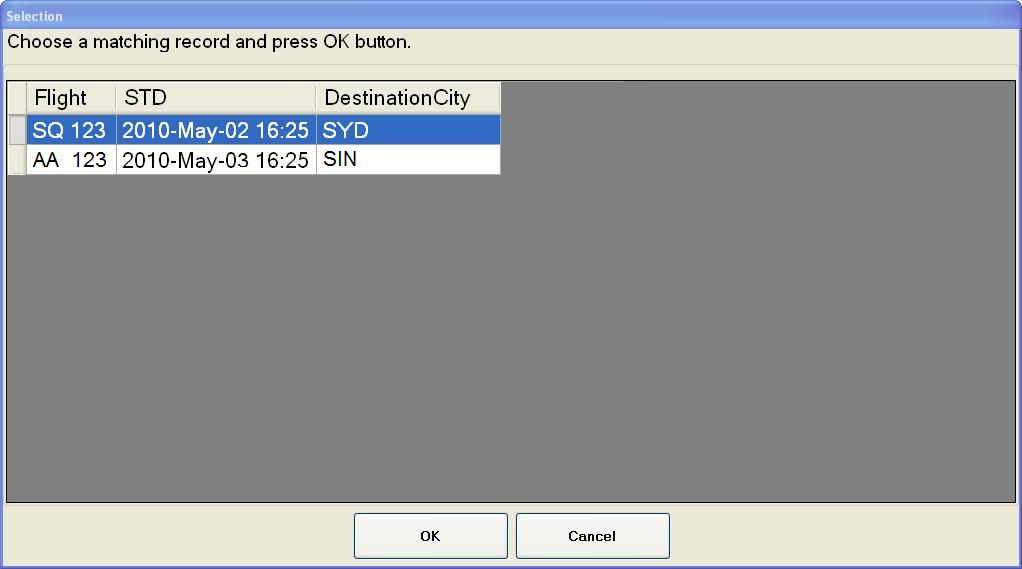 Selection
Choose a matching record and press OK button.
Flight STD DestinationCity
SQ 123 2010-May-02 16:25 SYD
AA 123 2010-May-03 16:25 SIN
OK Cancel